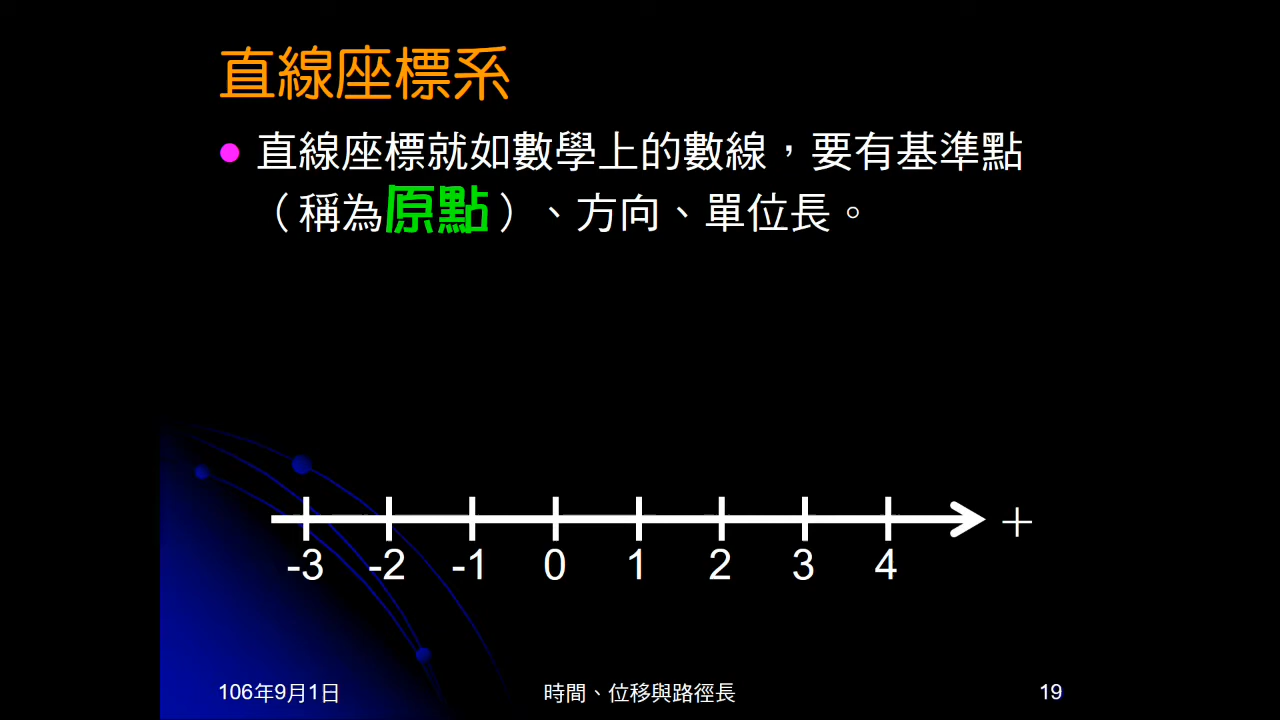 直線座標系
直線座標就如數學上的數線，要有基準點
（稱為原點）、方向、單位長。
＋
-3 -2 -1 0 1 2 3 4
106年9月1日 時間、位移與路徑長 19